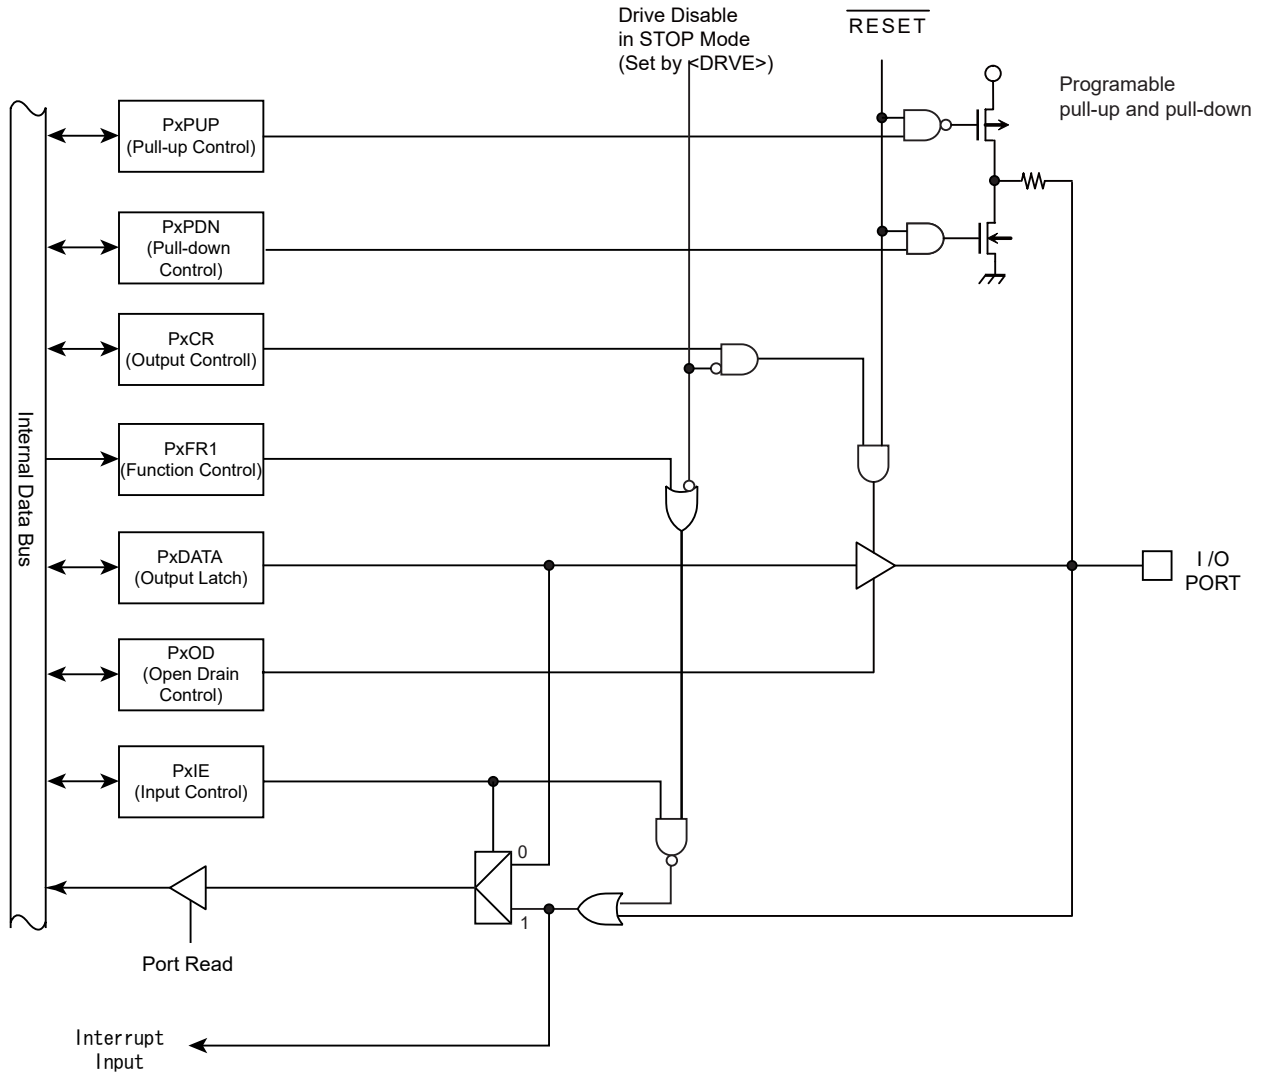 Drive Disable
in STOP Mode
(Set by <DRVE>)
RESET
Programable
pull-up and pull-down
PxPUP
(Pull-up Control)
PxPDN
(Pull-down
Control)
PxCR
(Output Controll)
PxFR1
(Function Control)
Internal Data Bus
PxDATA
(Output Latch)
I /O
PORT
PxOD
(Open Drain
Control)
PxIE
(Input Control)
0
1
Port Read
Interrupt
Input